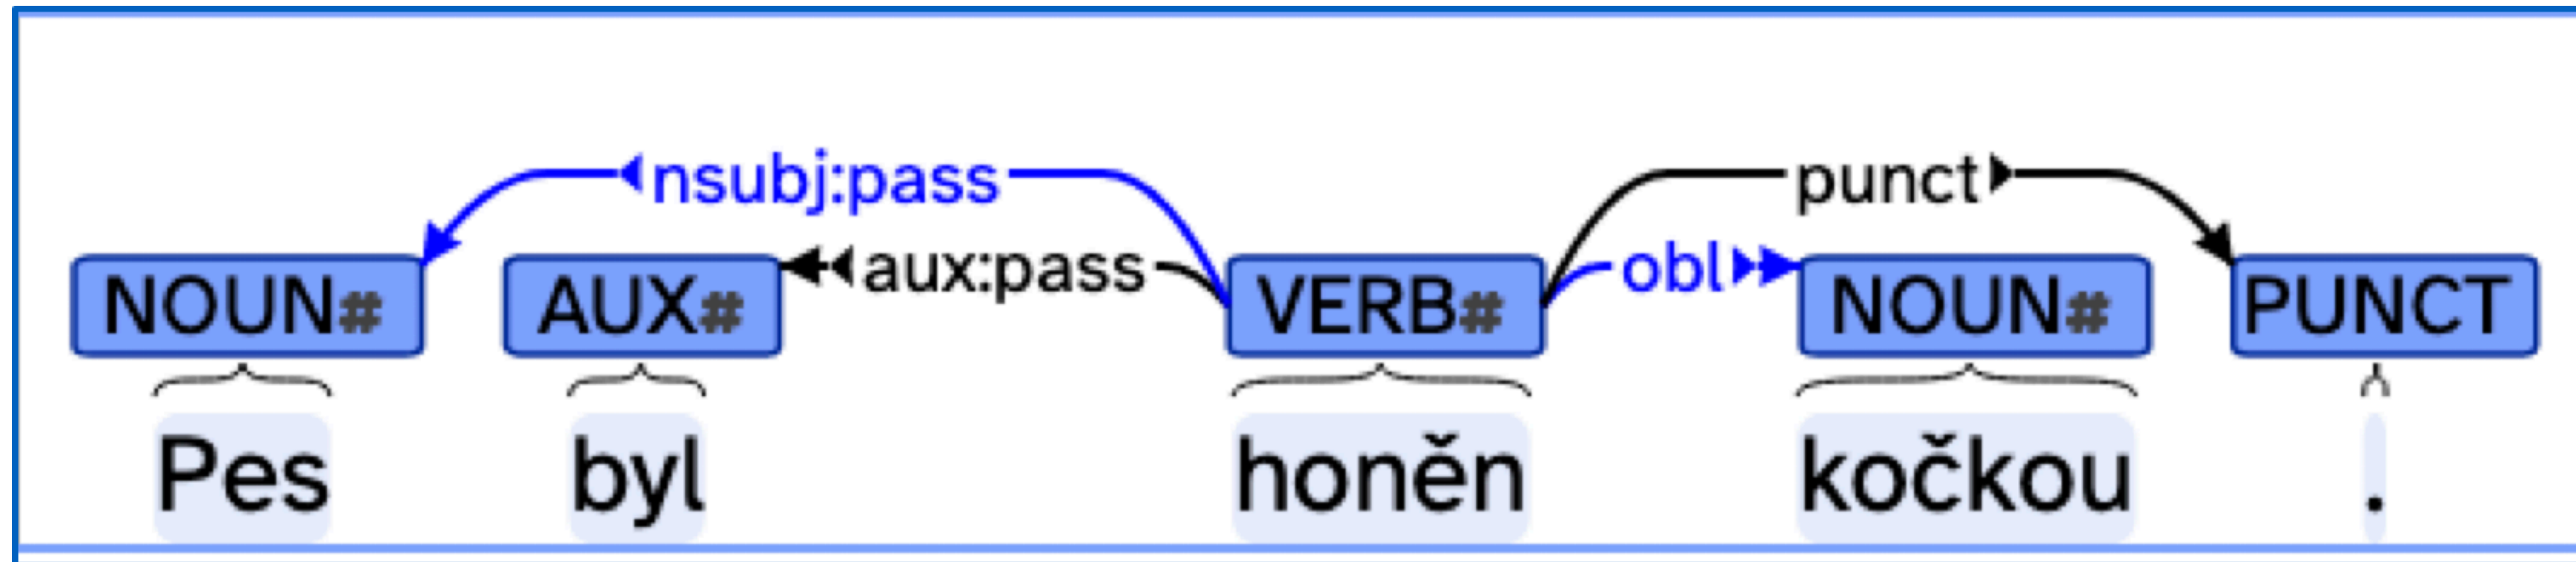 nsubj:pass punct
aux:pass obl
NOUN# AUX# VERB# NOUN# PUNCT
Pes byl honěn kočkou .